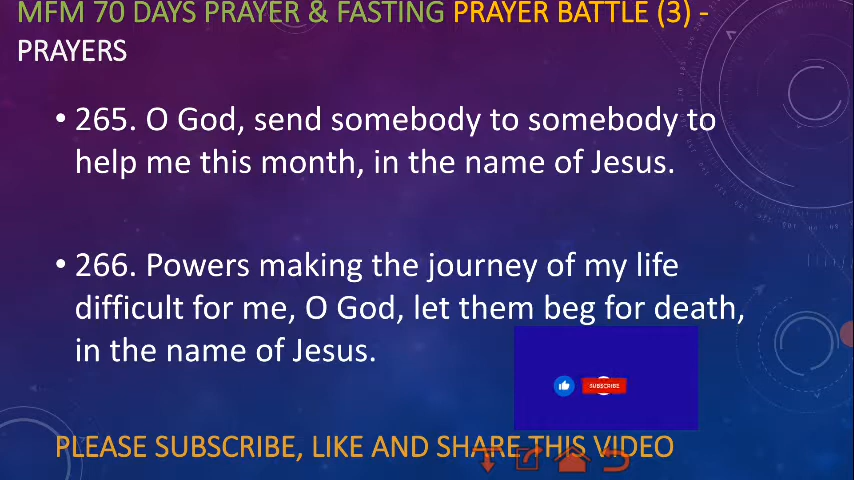 MFM 70 DAYS PRAYER & FASTING PRAYER BATTLE (3) -
PRAYERS
• 265. O God, send somebody to somebody to
help me this month, in the name of Jesus.
• 266. Powers making the journey of my life
difficult for me, O God, let them beg for death,
in the name of Jesus.
SUBSCRIBE
PLEASE SUBSCRIBE, LIKE AND SHARE THIS VIDEO